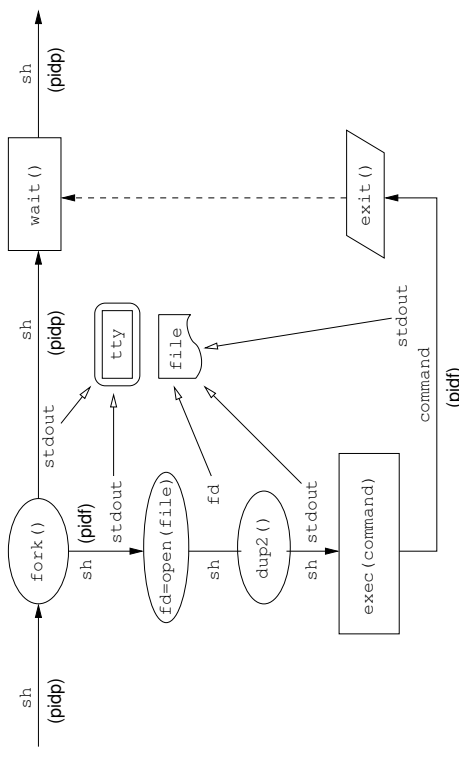 sh
(pidp)
fork()
sh
(pidp)
wait()
sh
(pidp)
stdout
tty
sh
(pidf)
stdout
fd=open(file)
file
fd
sh
dup2()
sh
stdout
stdout
exec(command)
command
(pidf)
exit()